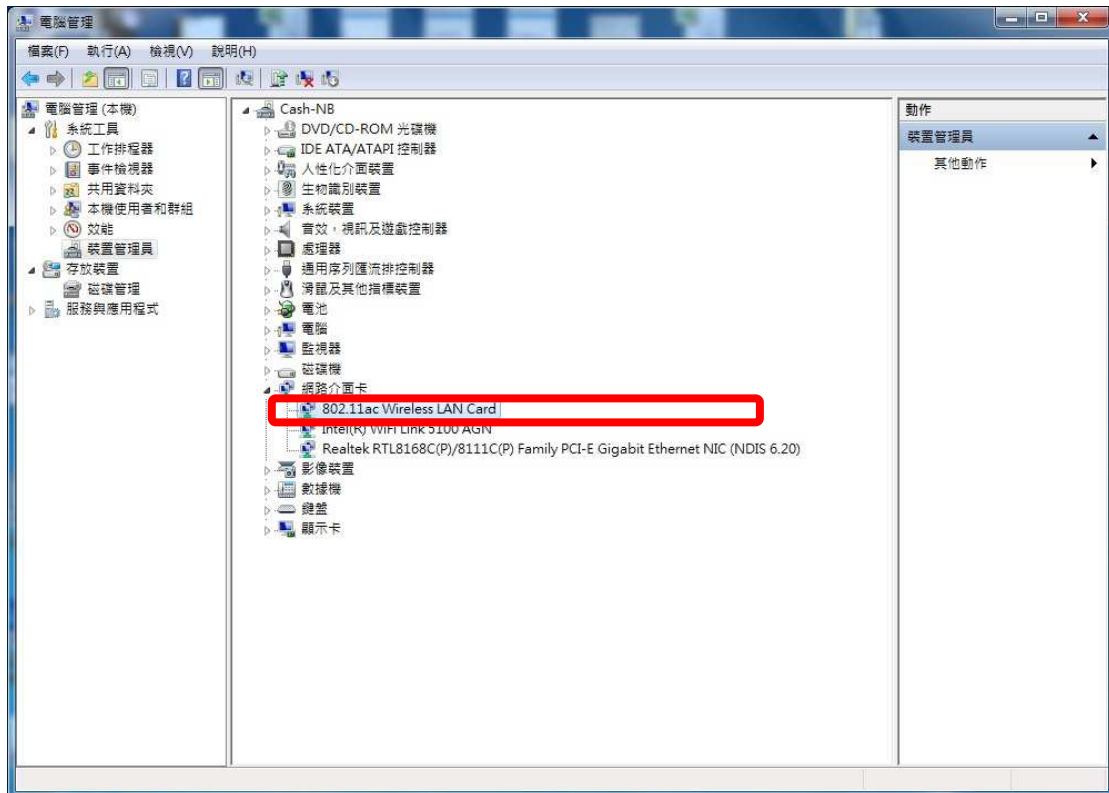 電腦管理
檔案(F) 執行(A) 檢視(V) 說明(H)
電腦管理 (本機)
系統工具
工作排程器
事件檢視器
共用資料夾
本機使用者和群組
效能
裝置管理員
存放裝置
磁碟管理
服務與應用程式
Cash-NB
DVD/CD-ROM 光碟機
IDE ATA/ATAPI 控制器
人性化介面裝置
生物識別裝置
系統裝置
音效，視訊及遊戲控制器
處理器
通用序列匯流排控制器
滑鼠及其他指標裝置
電池
電腦
監視器
磁碟機
網路介面卡
802.11ac Wireless LAN Card
Intel(R) WiFi Link 5100 AGN
Realtek RTL8168C(P)/8111C(P) Family PCI-E Gigabit Ethernet NIC (NDIS 6.20)
影像裝置
數據機
鍵盤
顯示卡
動作
裝置管理員
其他動作